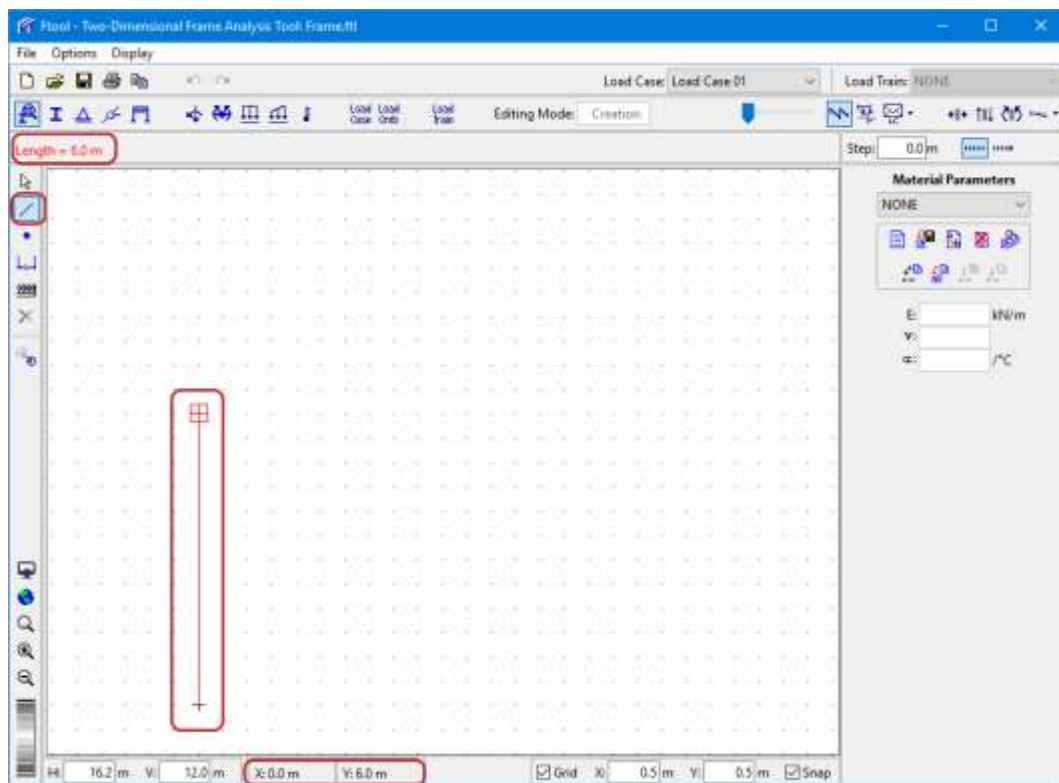 Ftool - Two-Dimensional Frame Analysis Tool: Frame.ftl
File Options Display
Load Case: Load Case 01 Load Train: NONE
Load Case Load Cmb Load Train Editing Mode: Creation
Length = 6.0 m Step: 0.0 m
Material Parameters
NONE
E: kN/m
ν:
α: /°C
H: 16.2 m V: 12.0 m X: 0.0 m Y: 6.0 m Grid X: 0.5 m Y: 0.5 m Snap